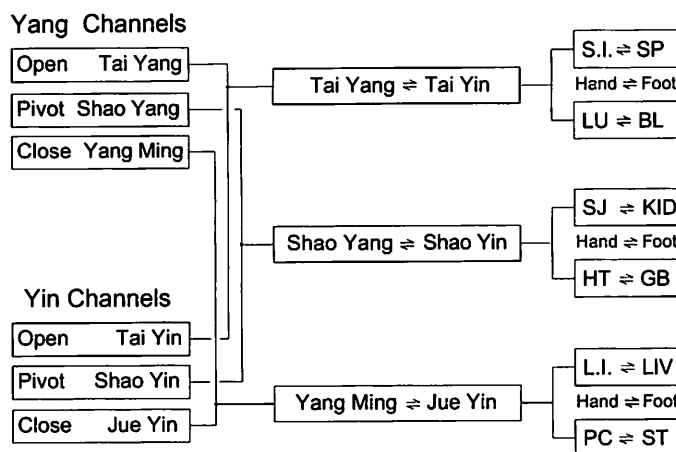 Yang Channels
Open Tai Yang
Pivot Shao Yang
Close Yang Ming
Yin Channels
Open Tai Yin
Pivot Shao Yin
Close Jue Yin
Tai Yang ⇌ Tai Yin
Shao Yang ⇌ Shao Yin
Yang Ming ⇌ Jue Yin
S.I. ⇌ SP
Hand ⇌ Foot
LU ⇌ BL
SJ ⇌ KID
Hand ⇌ Foot
HT ⇌ GB
L.I. ⇌ LIV
Hand ⇌ Foot
PC ⇌ ST